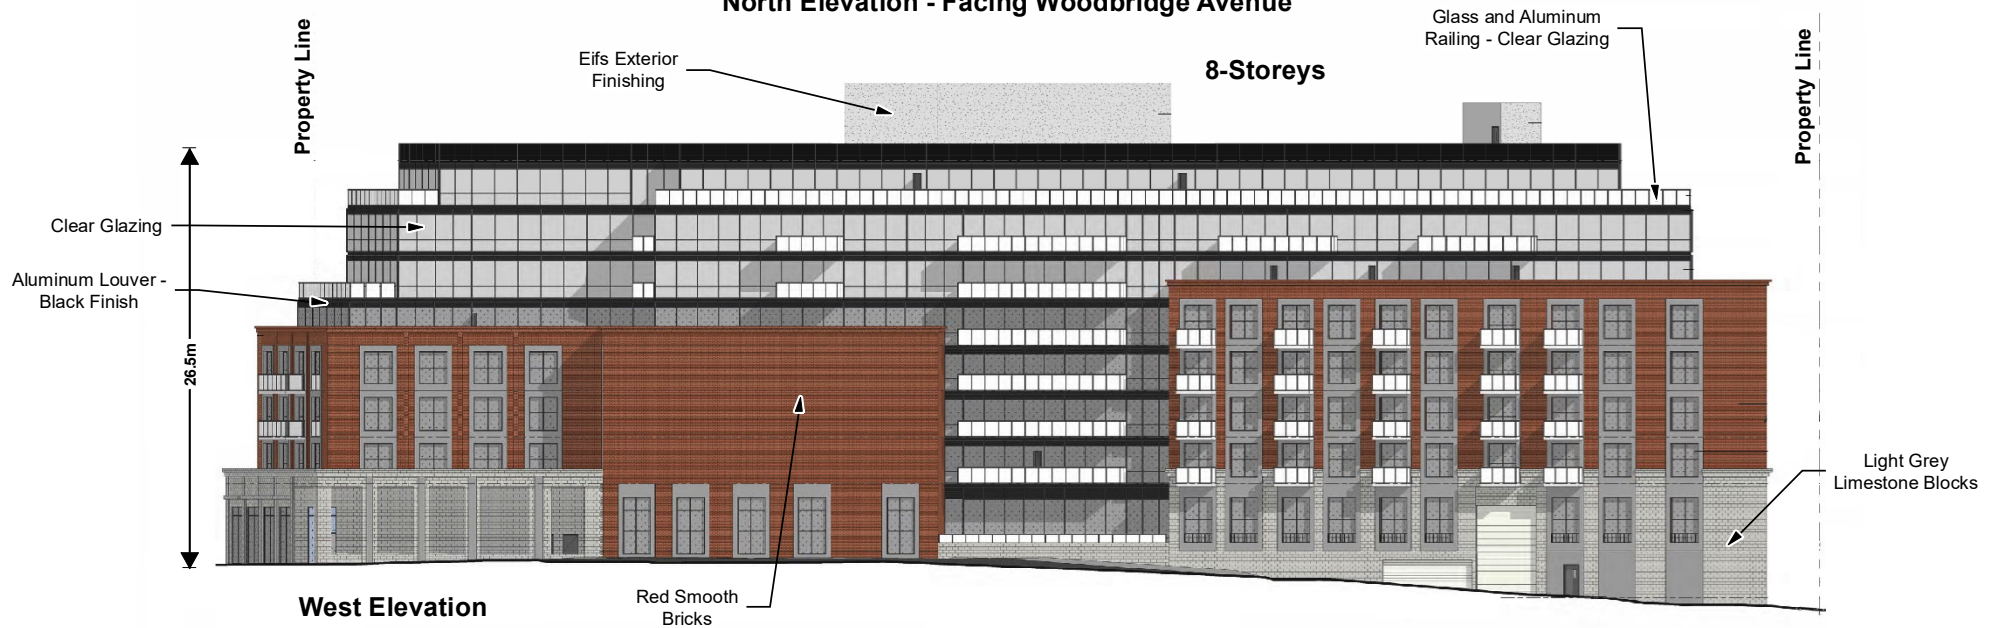 North Elevation - Facing Woodbridge Avenue
Property Line
Eifs Exterior
Finishing
8-Storeys
Glass and Aluminum
Railing - Clear Glazing
Property Line
Clear Glazing
Aluminum Louver -
Black Finish
26.5m
Light Grey
Limestone Blocks
West Elevation
Red Smooth
Bricks